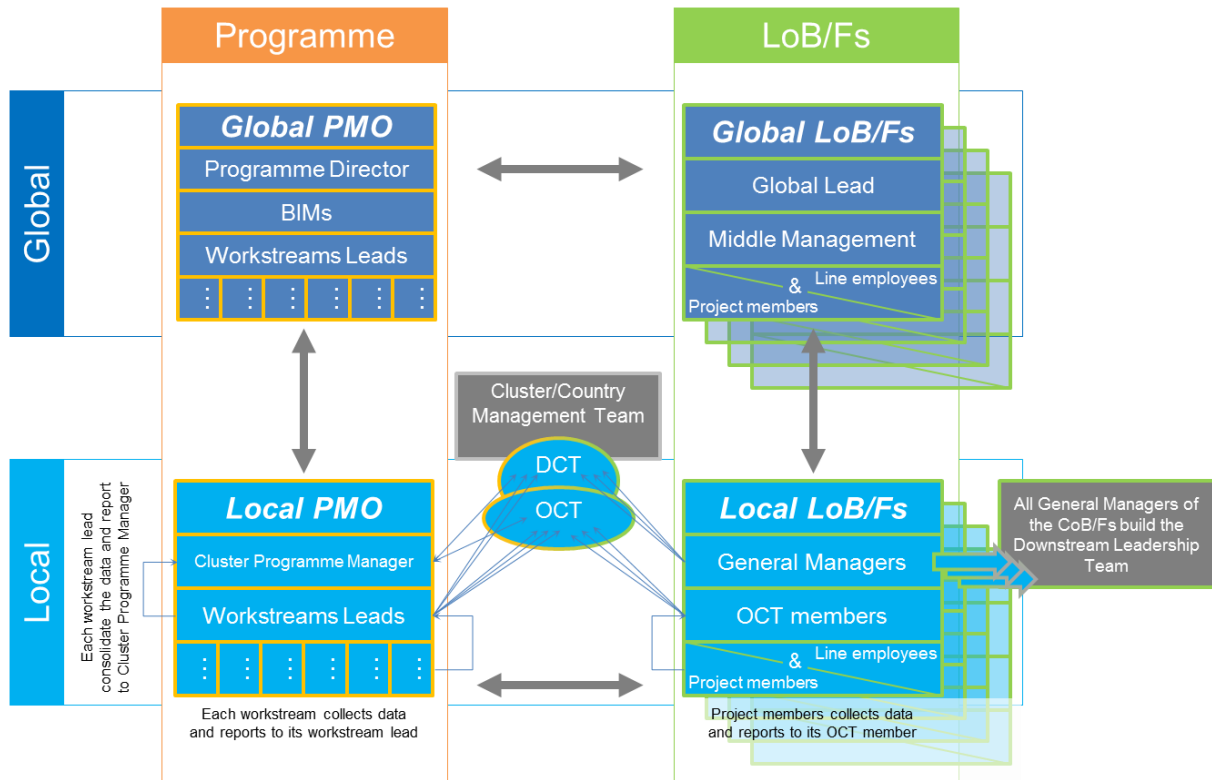 Programme
LoB/Fs
Global
Global PMO
Programme Director
BIMs
Workstreams Leads
⋮ ⋮ ⋮ ⋮ ⋮ ⋮
Global LoB/Fs
Global Lead
Middle Management
Line employees
&
Project members
Cluster/Country
Management Team
DCT
OCT
Local
Each workstream lead
consolidate the data and report
to Cluster Programme Manager
Local PMO
Cluster Programme Manager
Workstreams Leads
⋮ ⋮ ⋮ ⋮ ⋮ ⋮
Each workstream collects data
and reports to its workstream lead
Local LoB/Fs
General Managers
OCT members
Line employees
&
Project members
Project members collects data
and reports to its OCT member
All General Managers of
the CoB/Fs build the
Downstream Leadership
Team